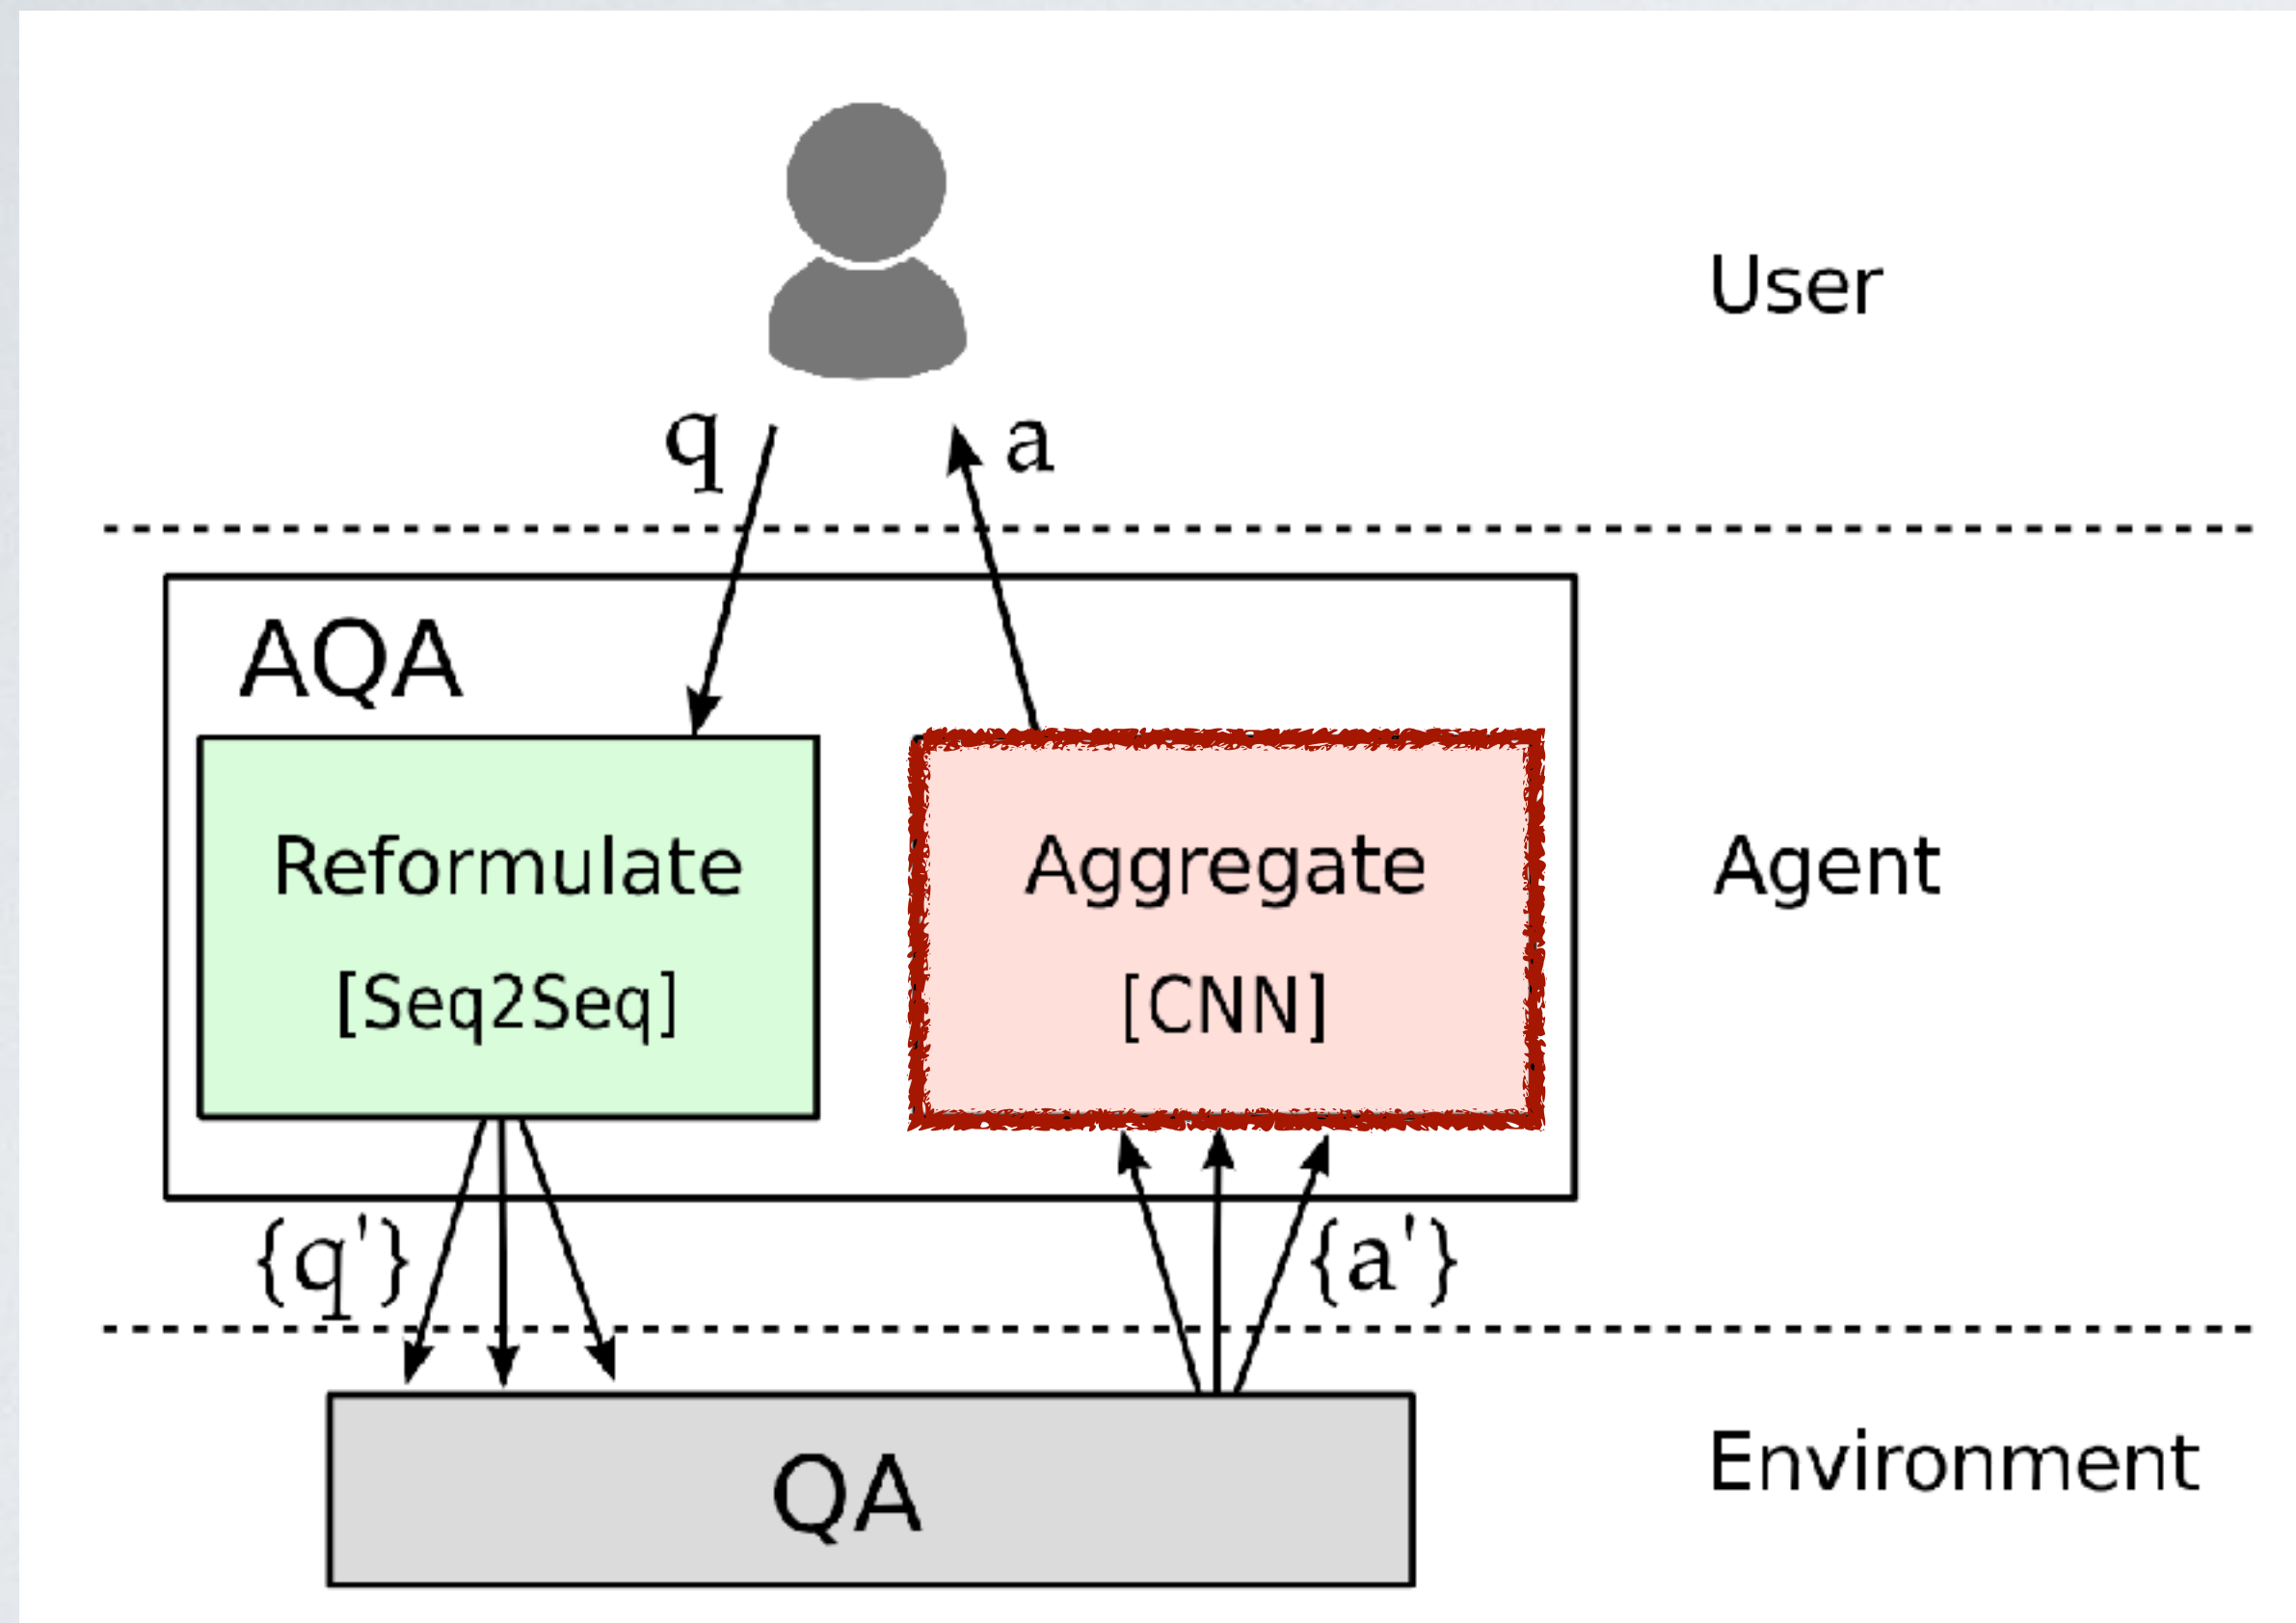 User
q
a
AQA
Reformulate
[Seq2Seq]
Aggregate
[CNN]
Agent
{q'}
{a'}
QA
Environment